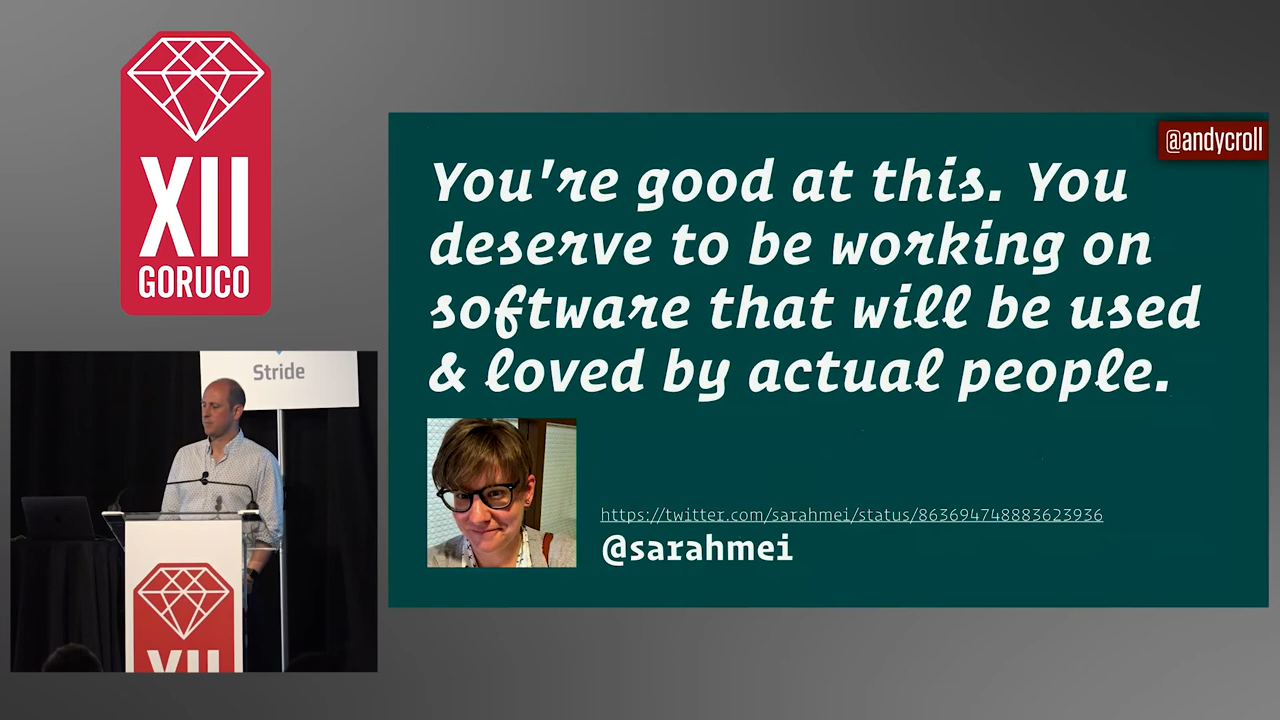 XII
GORUCO
@andycroll
You're good at this. You
deserve to be working on
software that will be used
& loved by actual people.
https://twitter.com/sarahmei/status/863694748883623936
@sarahmei
Stride
XII